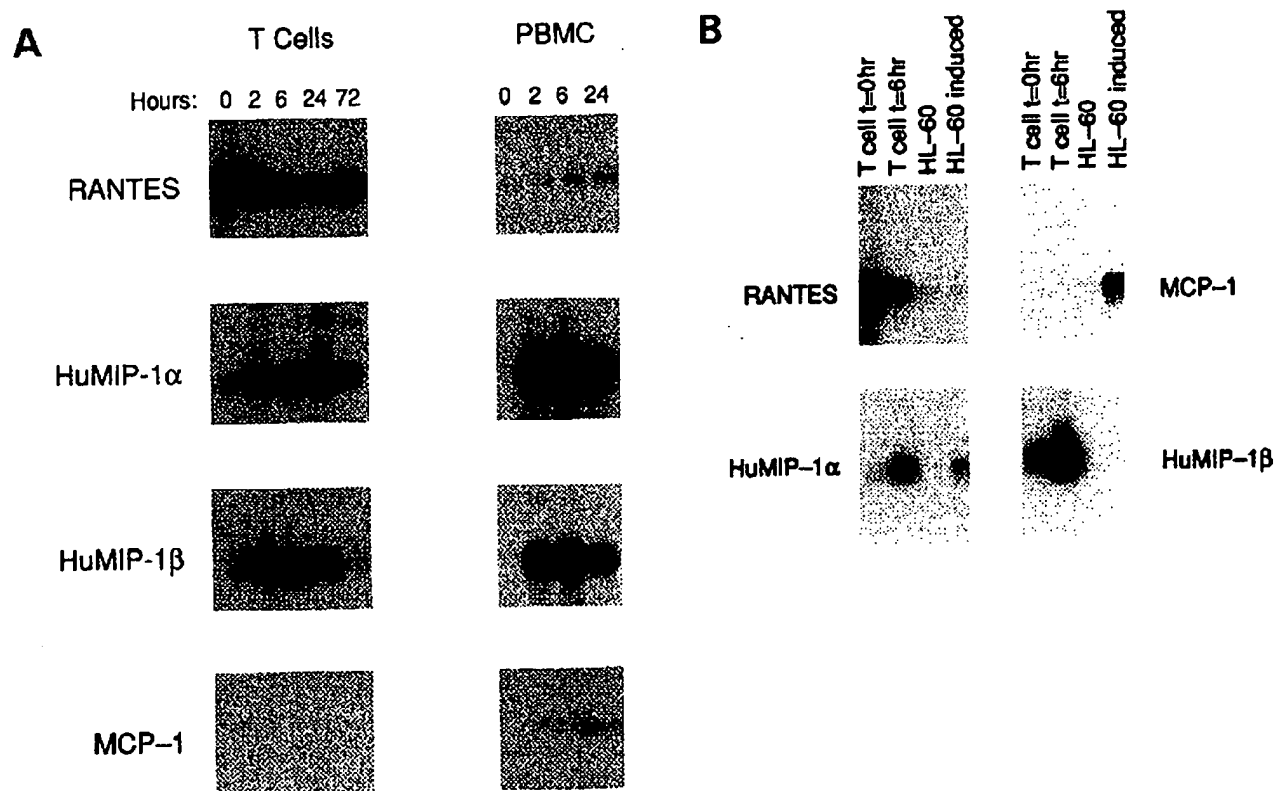 A
T Cells
PBMC
Hours: 0 2 6 24 72
0 2 6 24
RANTES
HuMIP-1α
HuMIP-1β
MCP–1
B
T cell t=0hr
T cell t=6hr
HL–60
HL–60 induced
T cell t=0hr
T cell t=6hr
HL–60
HL–60 induced
RANTES
MCP–1
HuMIP–1α
HuMIP–1β